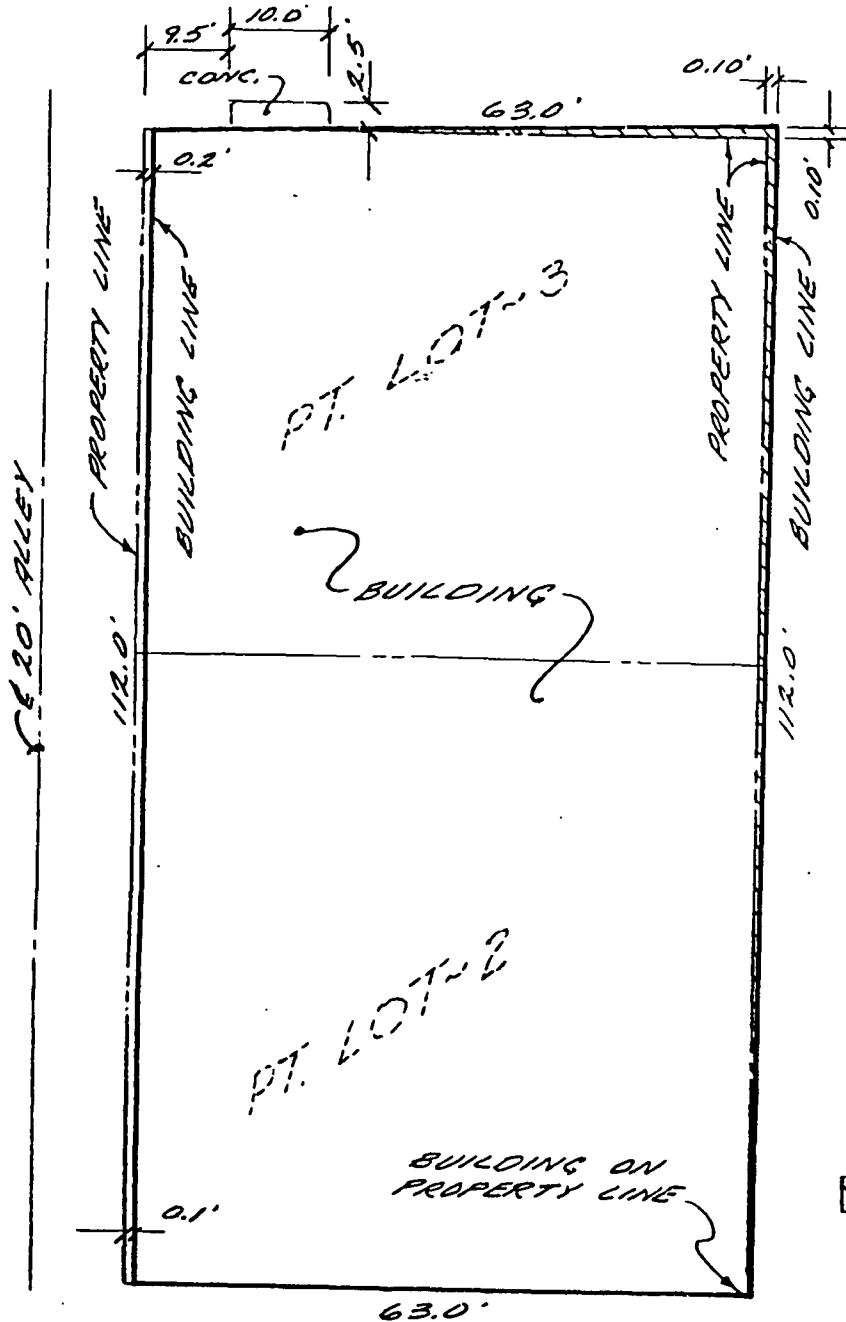 9.5'
10.0'
2.5'
CONC.
63.0'
0.10'
0.10'
0.2'
PROPERTY LINE
BUILDING LINE
PROPERTY LINE
BUILDING LINE
PT. LOT-3
℄ 20' ALLEY
BUILDING
112.0'
112.0'
PT. LOT-2
BUILDING ON
PROPERTY LINE
0.1'
63.0'